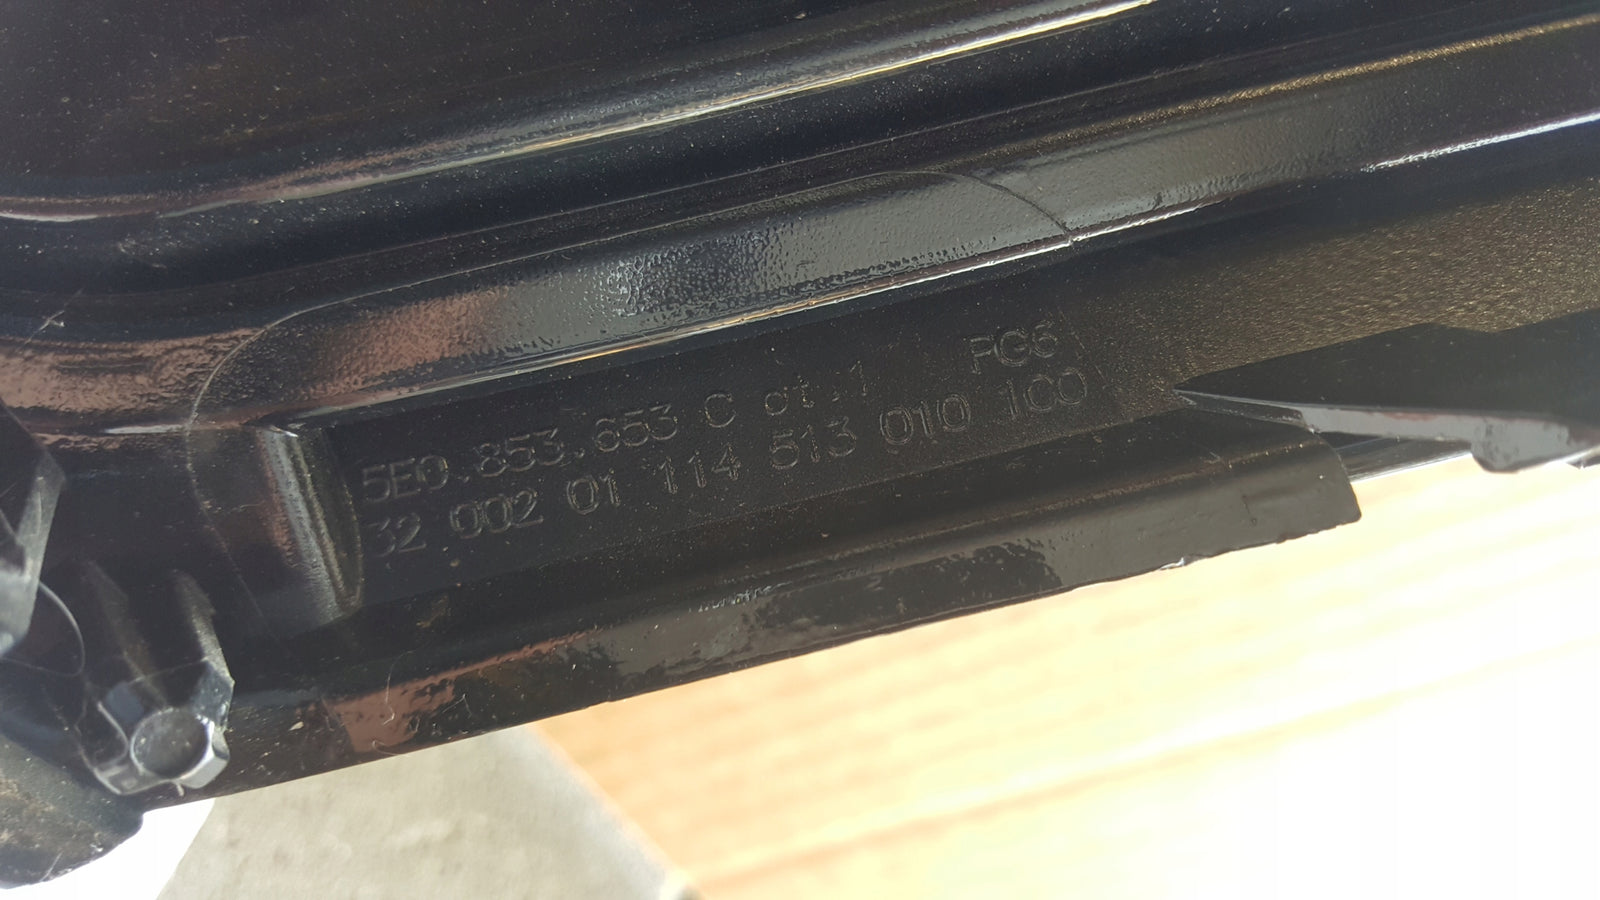 5E0.853.653 C ct.1 PG6
32 002 01 114 513 010 100